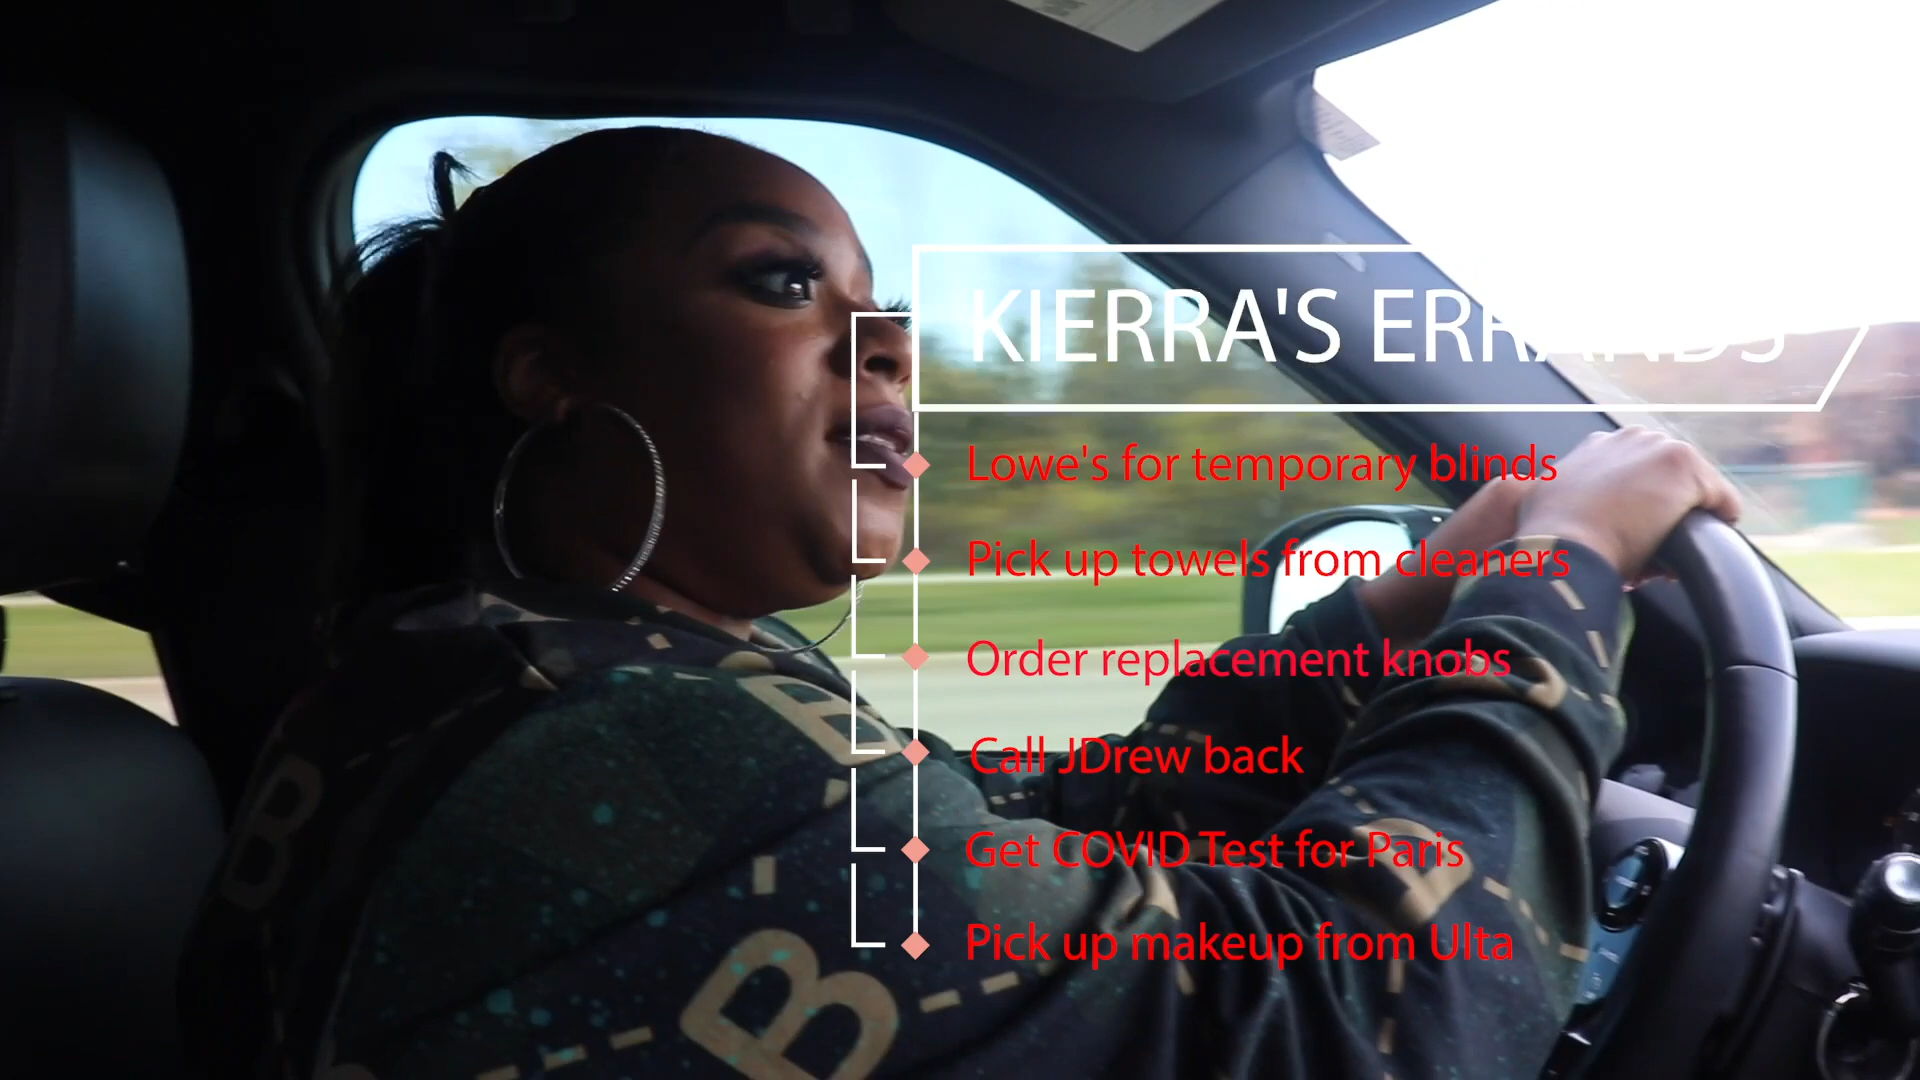 KIERRA'S ERRANDS
Lowe's for temporary blinds
Pick up towels from cleaners
Order replacement knobs
Call JDrew back
Get COVID Test for Paris
Pick up makeup from Ulta
B
B
B
B